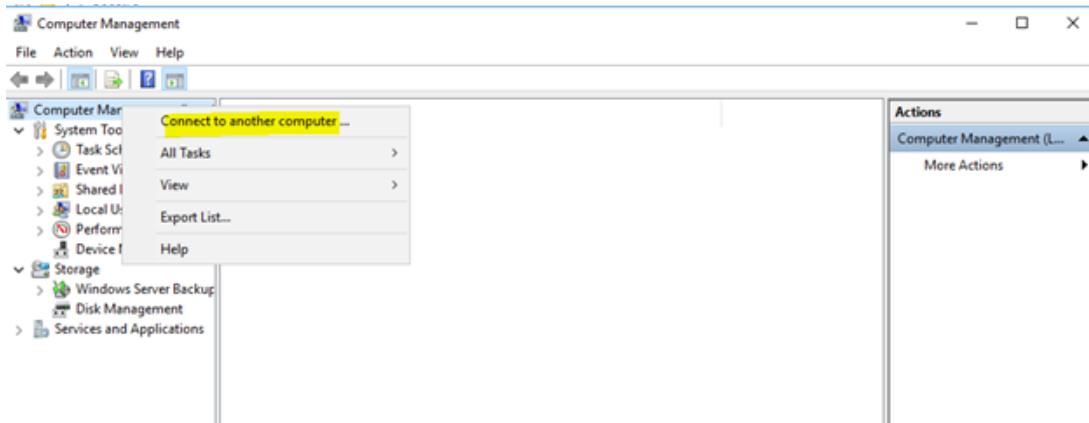 Computer Management
File Action View Help
Computer Mar
Connect to another computer ...
Actions
System Too
Computer Management (L...
Task Sch
All Tasks
More Actions
Event Vi
Shared
View
Local Us
Export List...
Perform
Device
Help
Storage
Windows Server Backup
Disk Management
Services and Applications